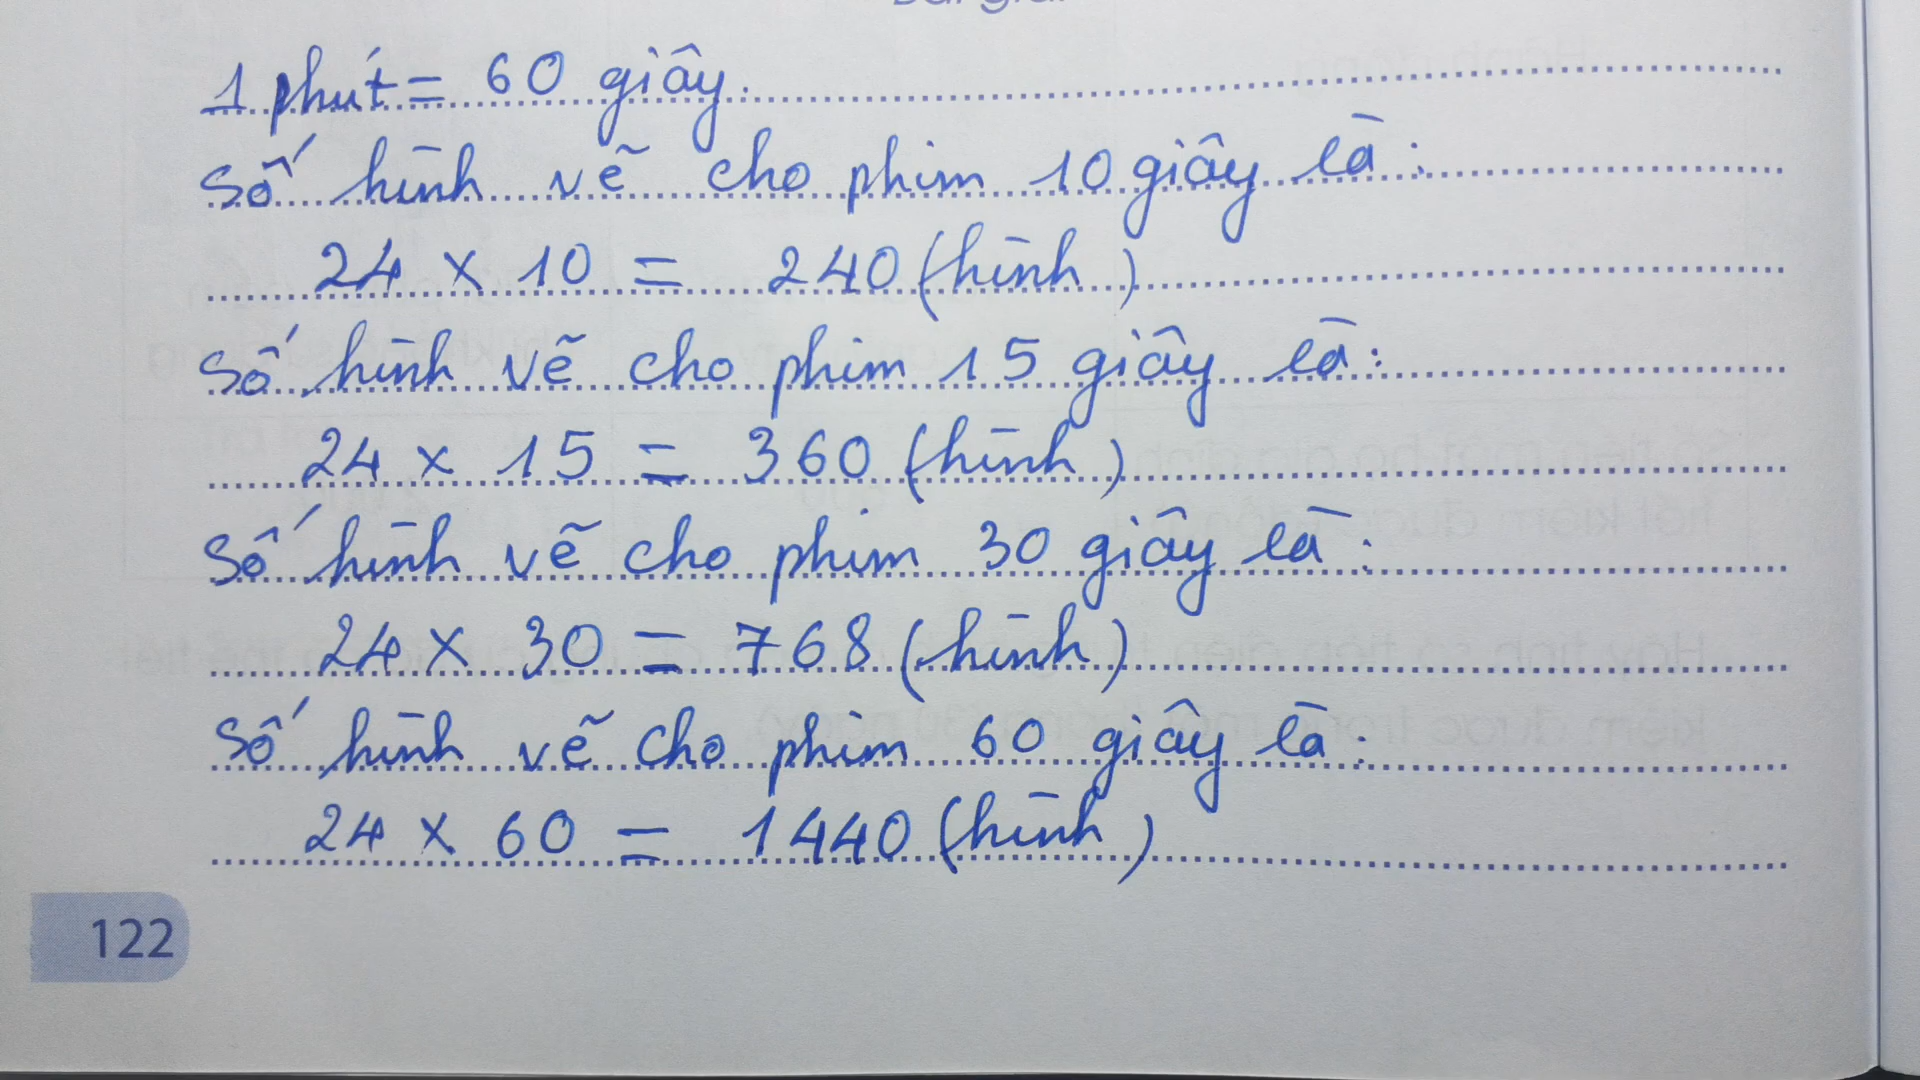 Bài giải
1 phút = 60 giây.
Số hình vẽ cho phim 10 giây là:
24 x 10 = 240 (hình)
Số hình vẽ cho phim 15 giây là:
24 x 15 = 360 (hình)
Số hình vẽ cho phim 30 giây là:
24 x 30 = 768 (hình)
Số hình vẽ cho phim 60 giây là:
24 x 60 = 1440 (hình)
122